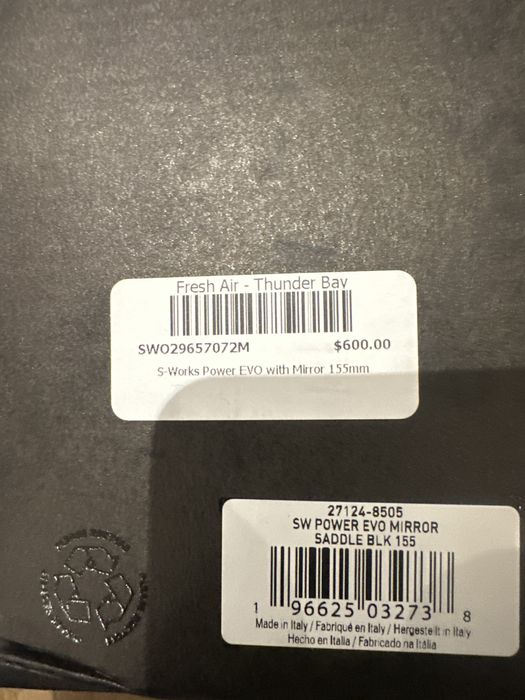 Fresh Air - Thunder Bay
SWO29657072M $600.00
S-Works Power EVO with Mirror 155mm
27124-8505
SW POWER EVO MIRROR
SADDLE BLK 155
1 96625 03273 8
Made in Italy / Fabriqué en Italy / Hergestellt in Italy
Hecho en Italia / Fabricado na Itália